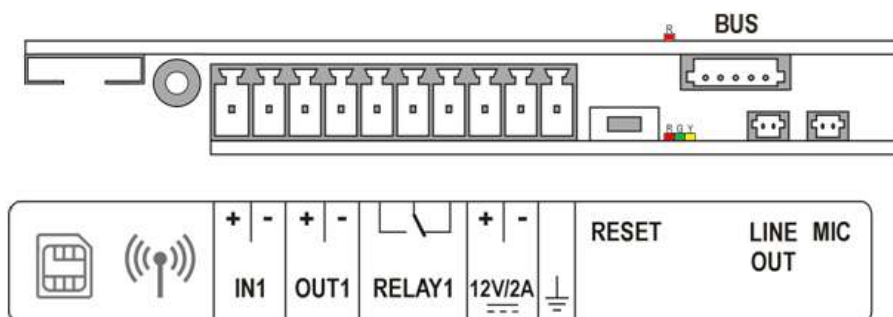 R
BUS
R G Y
+ - + - + -
RESET
LINE OUT
MIC
IN1
OUT1
RELAY1
12V/2A